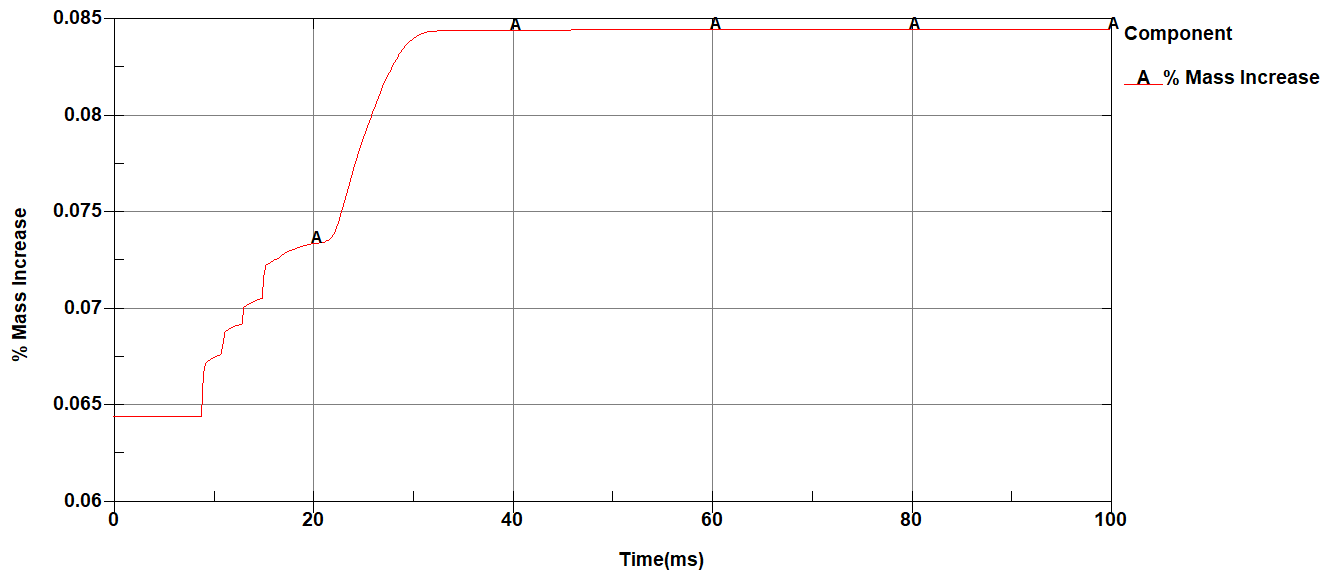 0.085
0.08
0.075
0.07
0.065
0.06
% Mass Increase
0 20 40 60 80 100
Time(ms)
A A A A A
Component
A % Mass Increase